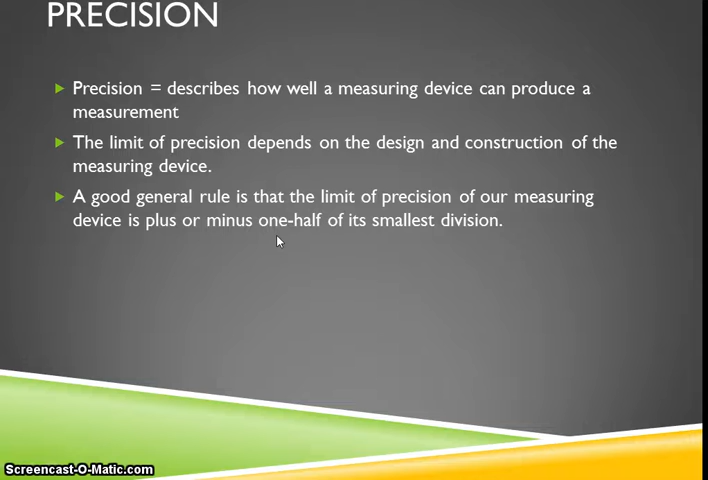 PRECISION
Precision = describes how well a measuring device can produce a
measurement
The limit of precision depends on the design and construction of the
measuring device.
A good general rule is that the limit of precision of our measuring
device is plus or minus one-half of its smallest division.
Screencast-O-Matic.com